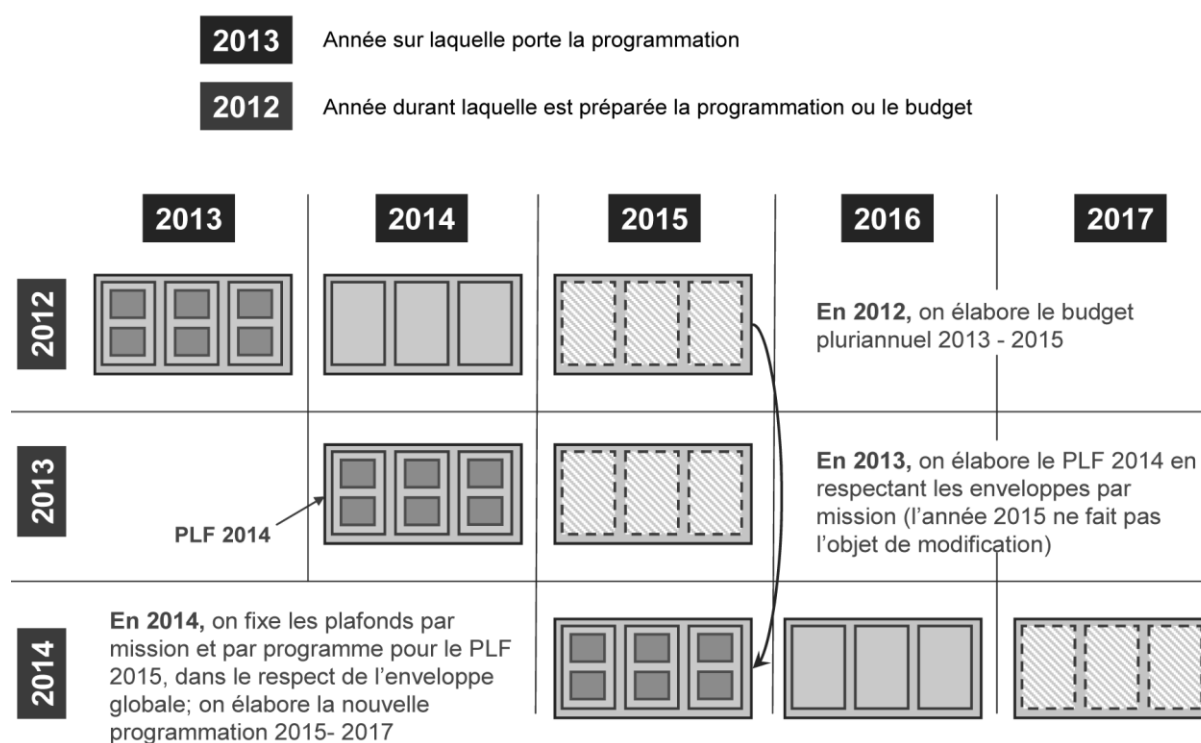 2013 Année sur laquelle porte la programmation
2012 Année durant laquelle est préparée la programmation ou le budget
2013 2014 2015 2016 2017
2012
En 2012, on élabore le budget
pluriannuel 2013 - 2015
2013
PLF 2014
En 2013, on élabore le PLF 2014 en
respectant les enveloppes par
mission (l'année 2015 ne fait pas
l'objet de modification)
2014
En 2014, on fixe les plafonds par
mission et par programme pour le PLF
2015, dans le respect de l'enveloppe
globale; on élabore la nouvelle
programmation 2015- 2017